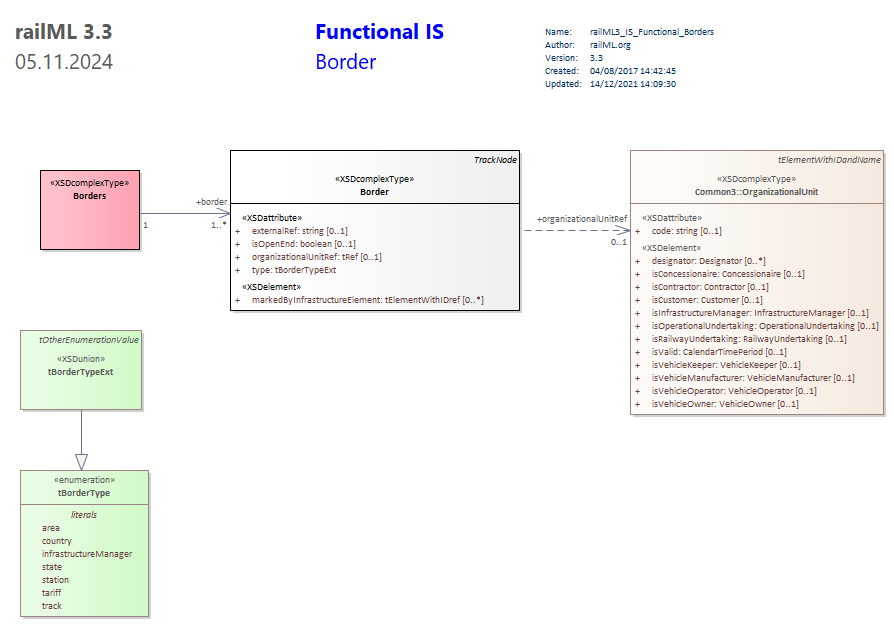 railML 3.3
05.11.2024
Functional IS
Border
Name: railML3_IS_Functional_Borders
Author: railML.org
Version: 3.3
Created: 04/08/2017 14:42:45
Updated: 14/12/2021 14:09:30
«XSDcomplexType»
Borders
1
+border
1..*
TrackNode
«XSDcomplexType»
Border
«XSDattribute»
+ externalRef: string [0..1]
+ isOpenEnd: boolean [0..1]
+ organizationalUnitRef: tRef [0..1]
+ type: tBorderTypeExt
«XSDelement»
+ markedByInfrastructureElement: tElementWithIDref [0..*]
+organizationalUnitRef
0..1
tElementWithIDandName
«XSDcomplexType»
Common3::OrganizationalUnit
«XSDattribute»
+ code: string [0..1]
«XSDelement»
+ designator: Designator [0..*]
+ isConcessionaire: Concessionaire [0..1]
+ isContractor: Contractor [0..1]
+ isCustomer: Customer [0..1]
+ isInfrastructureManager: InfrastructureManager [0..1]
+ isOperationalUndertaking: OperationalUndertaking [0..1]
+ isRailwayUndertaking: RailwayUndertaking [0..1]
+ isValid: CalendarTimePeriod [0..1]
+ isVehicleKeeper: VehicleKeeper [0..1]
+ isVehicleManufacturer: VehicleManufacturer [0..1]
+ isVehicleOperator: VehicleOperator [0..1]
+ isVehicleOwner: VehicleOwner [0..1]
tOtherEnumerationValue
«XSDunion»
tBorderTypeExt
«enumeration»
tBorderType
literals
area
country
infrastructureManager
state
station
tariff
track